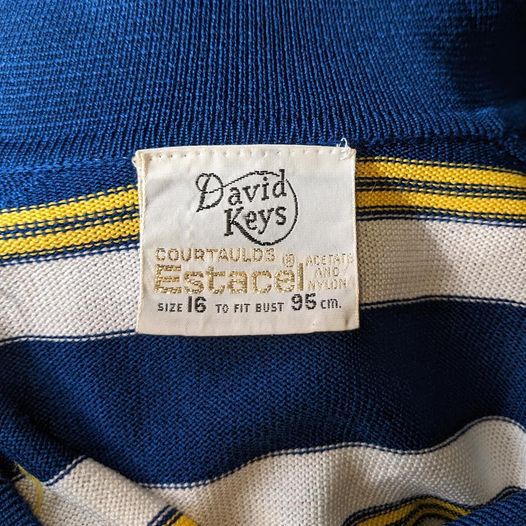 David
Keys
COURTAULDS
Estacel ® ACETATE
AND
NYLON
SIZE 16 TO FIT BUST 95 cm.